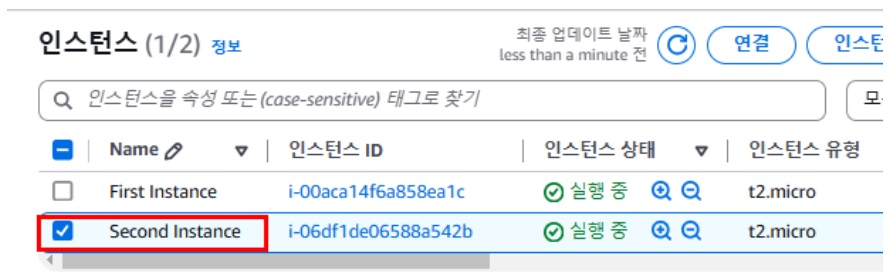 인스턴스 (1/2) 정보
최종 업데이트 날짜
less than a minute 전
연결
인스턴
인스턴스을 속성 또는 (case-sensitive) 태그로 찾기
모
Name 인스턴스 ID 인스턴스 상태 인스턴스 유형
First Instance i-00aca14f6a858ea1c 실행 중 t2.micro
Second Instance i-06df1de06588a542b 실행 중 t2.micro